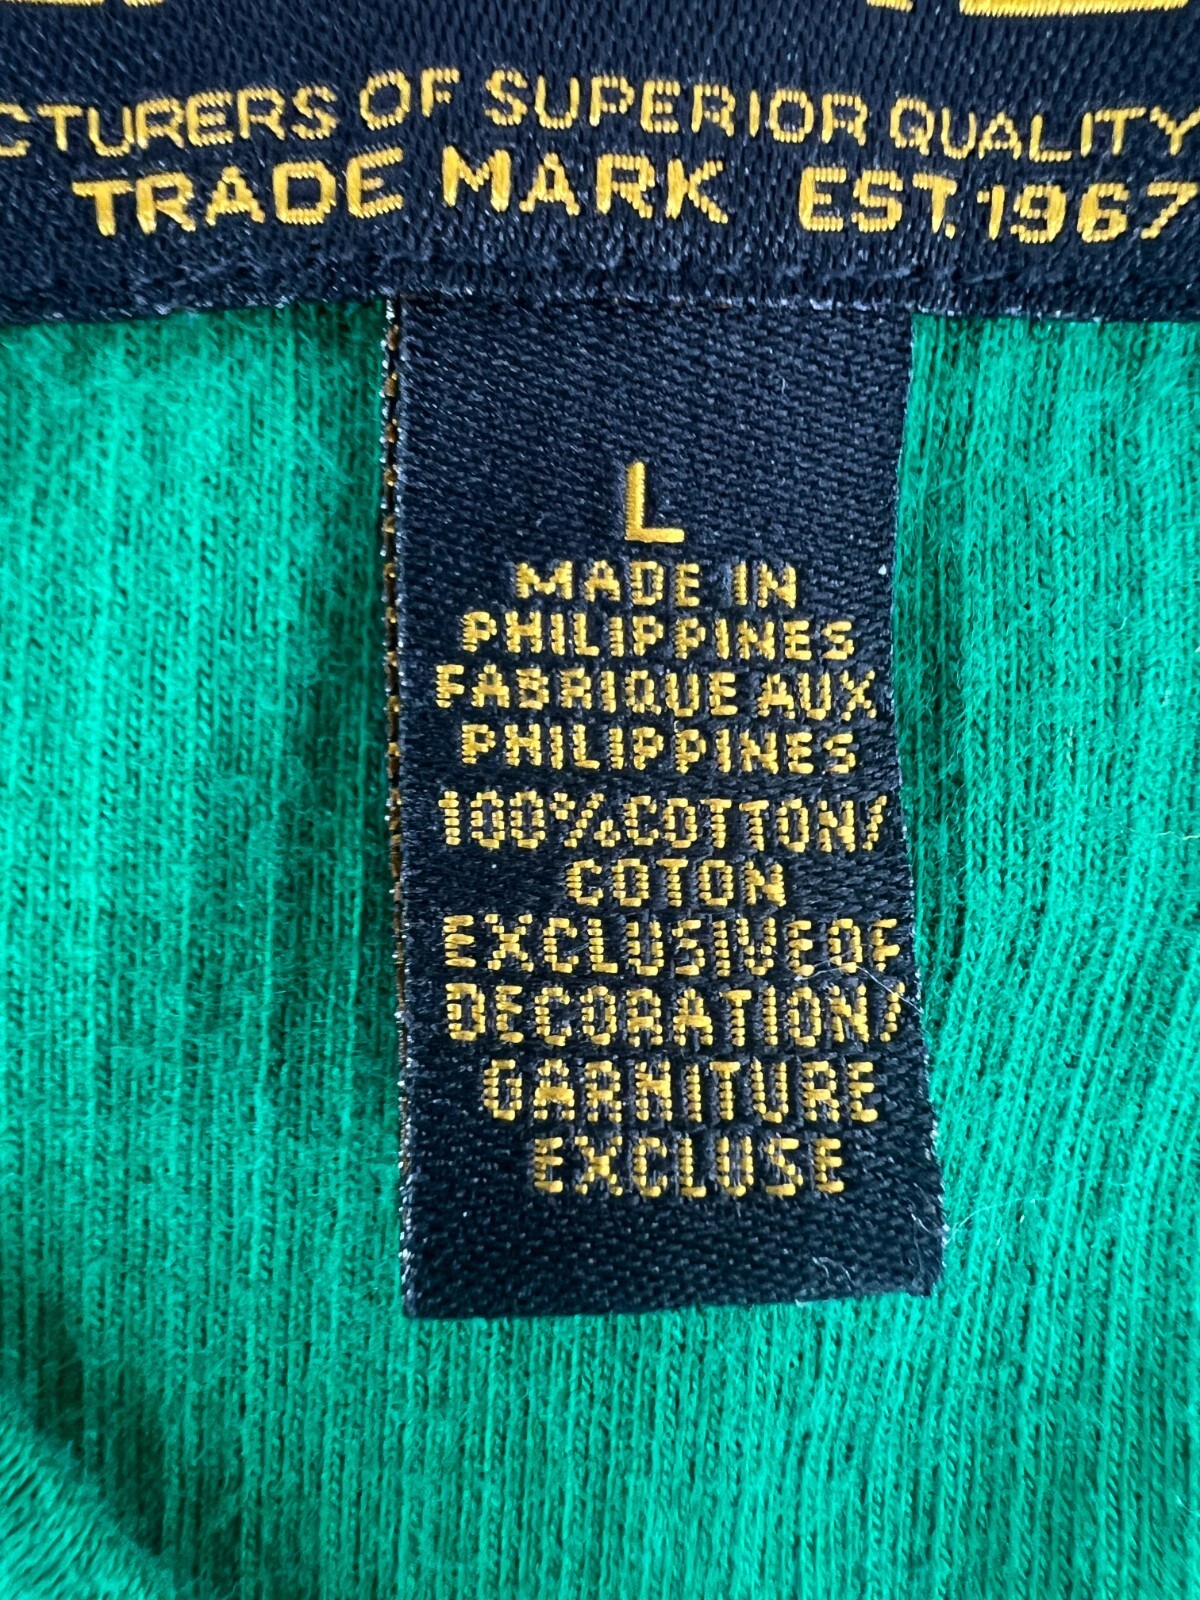 CTURERS OF SUPERIOR QUALITY
TRADE MARK EST.1967
L
MADE IN
PHILIPPINES
FABRIQUE AUX
PHILIPPINES
100%COTTON/
COTON
EXCLUSIVE OF
DECORATION/
GARNITURE
EXCLUSE